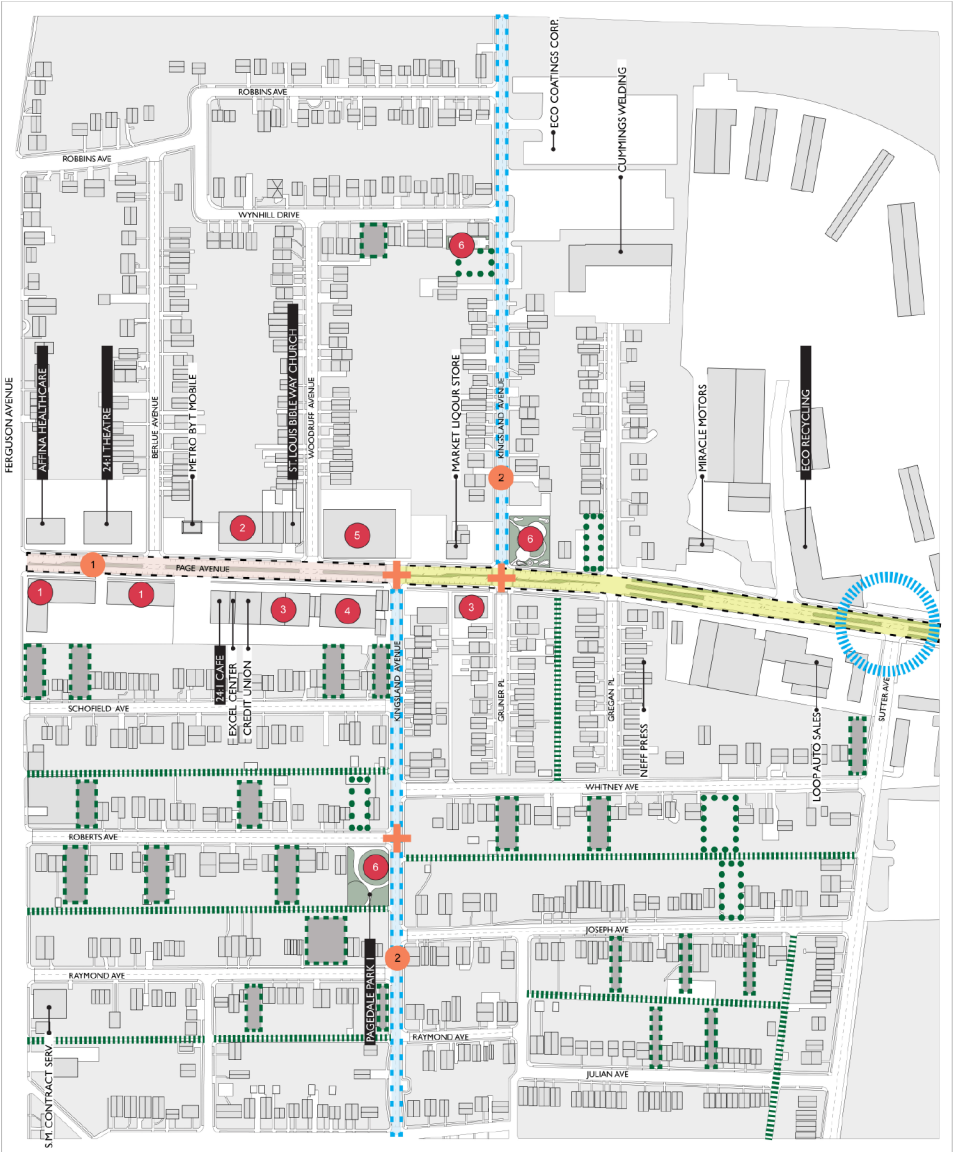 ECO COATINGS CORP.
CUMMINGS WELDING
ROBBINS AVE
ROBBINS AVE
WYNHILL DRIVE
6
FERGUSON AVENUE
AFFINIA HEALTHCARE
24:1 THEATRE
BERLUE AVENUE
METRO BY T MOBILE
ST. LOUIS BIBLE WAY CHURCH
WOODRUFF AVENUE
MARKET LIQOUR STORE
KINGSLAND AVENUE
MIRACLE MOTORS
ECO RECYCLING
2
2
5
6
1
PAGE AVENUE
1
1
3
4
3
24:1 CAFE
EXCEL CENTER
CREDIT UNION
KINGSLAND AVENUE
GRUNER PL
GREGAN PL
NEFF PRESS
LOOP AUTO SALES
SUTTER AVE
SCHOFIELD AVE
WHITNEY AVE
ROBERTS AVE
6
JOSEPH AVE
2
RAYMOND AVE
PAGEDALE PARK 1
RAYMOND AVE
S.M. CONTRACT SERV.
JULIAN AVE